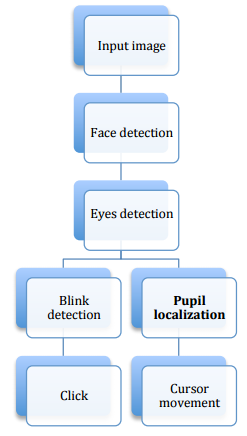 Input image
Face detection
Eyes detection
Blink
detection
Pupil
localization
Click
Cursor
movement